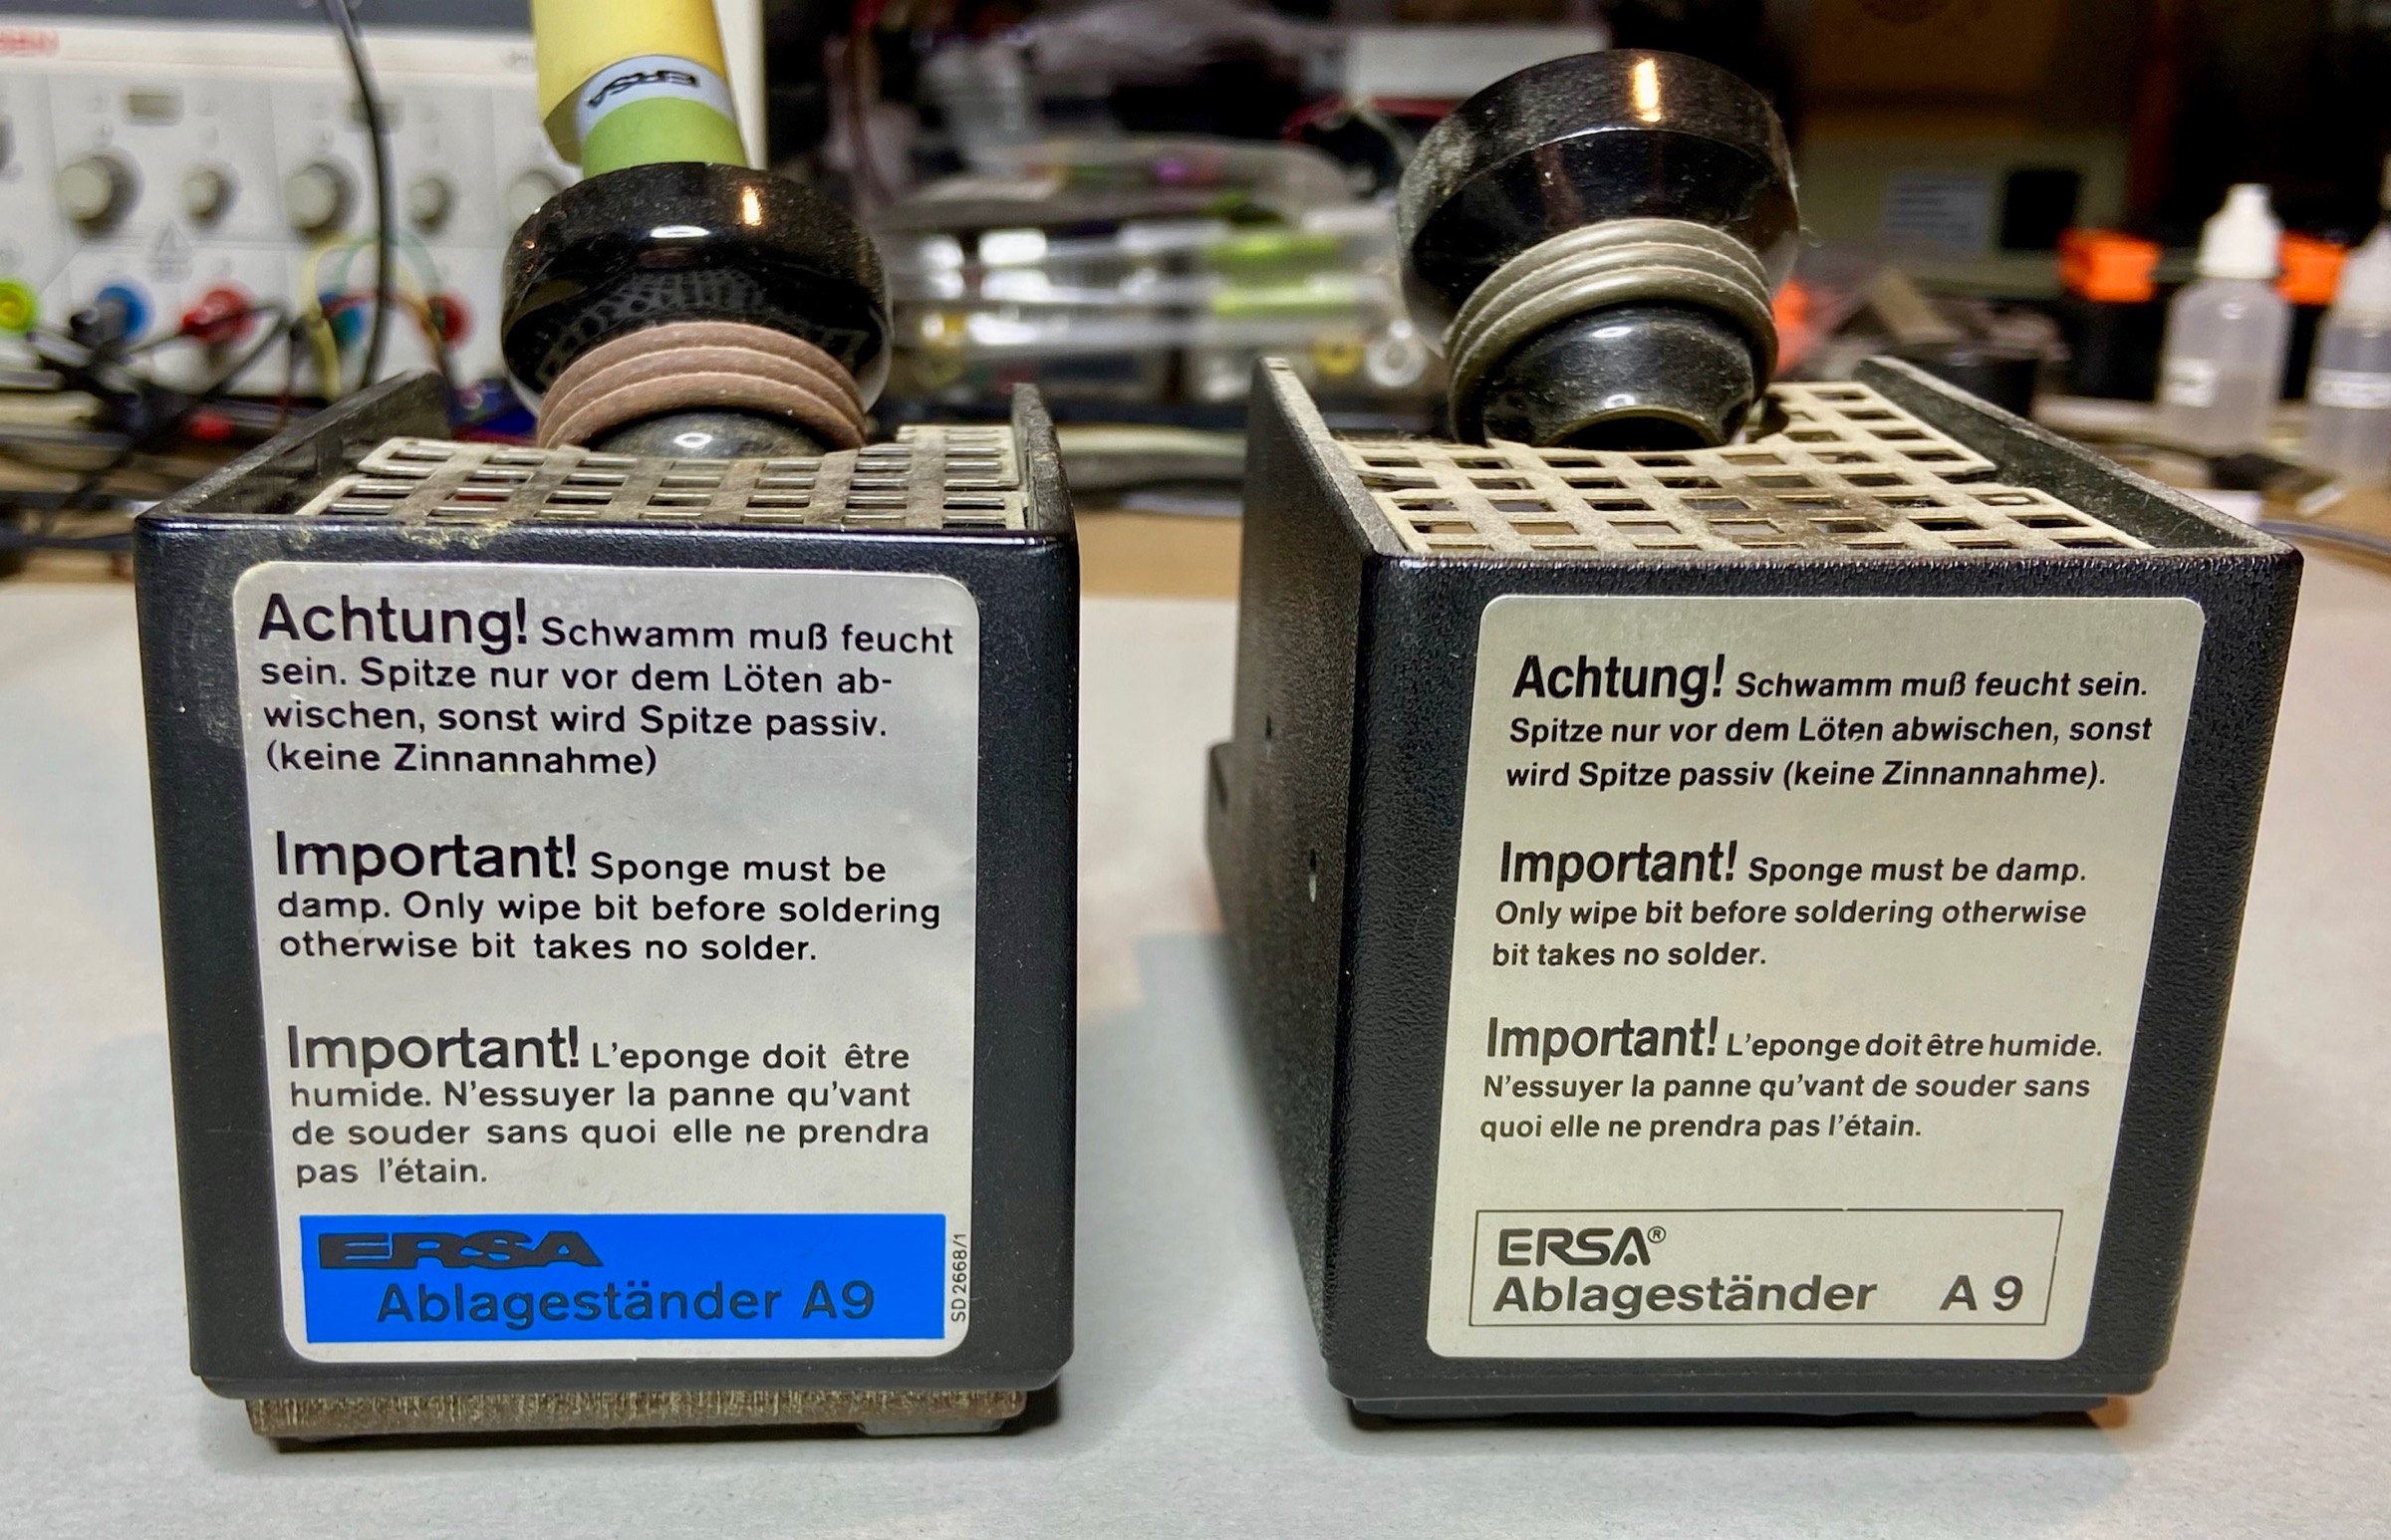 ERSA
Achtung! Schwamm muß feucht
sein. Spitze nur vor dem Löten ab-
wischen, sonst wird Spitze passiv.
(keine Zinnannahme)
Important! Sponge must be
damp. Only wipe bit before soldering
otherwise bit takes no solder.
Important! L'eponge doit être
humide. N'essuyer la panne qu'vant
de souder sans quoi elle ne prendra
pas l'étain.
ERSA
Ablageständer A9
SD2668/1
Achtung! Schwamm muß feucht sein.
Spitze nur vor dem Löten abwischen, sonst
wird Spitze passiv (keine Zinnannahme).
Important! Sponge must be damp.
Only wipe bit before soldering otherwise
bit takes no solder.
Important! L'eponge doit être humide.
N'essuyer la panne qu'vant de souder sans
quoi elle ne prendra pas l'étain.
ERSA®
Ablageständer A 9